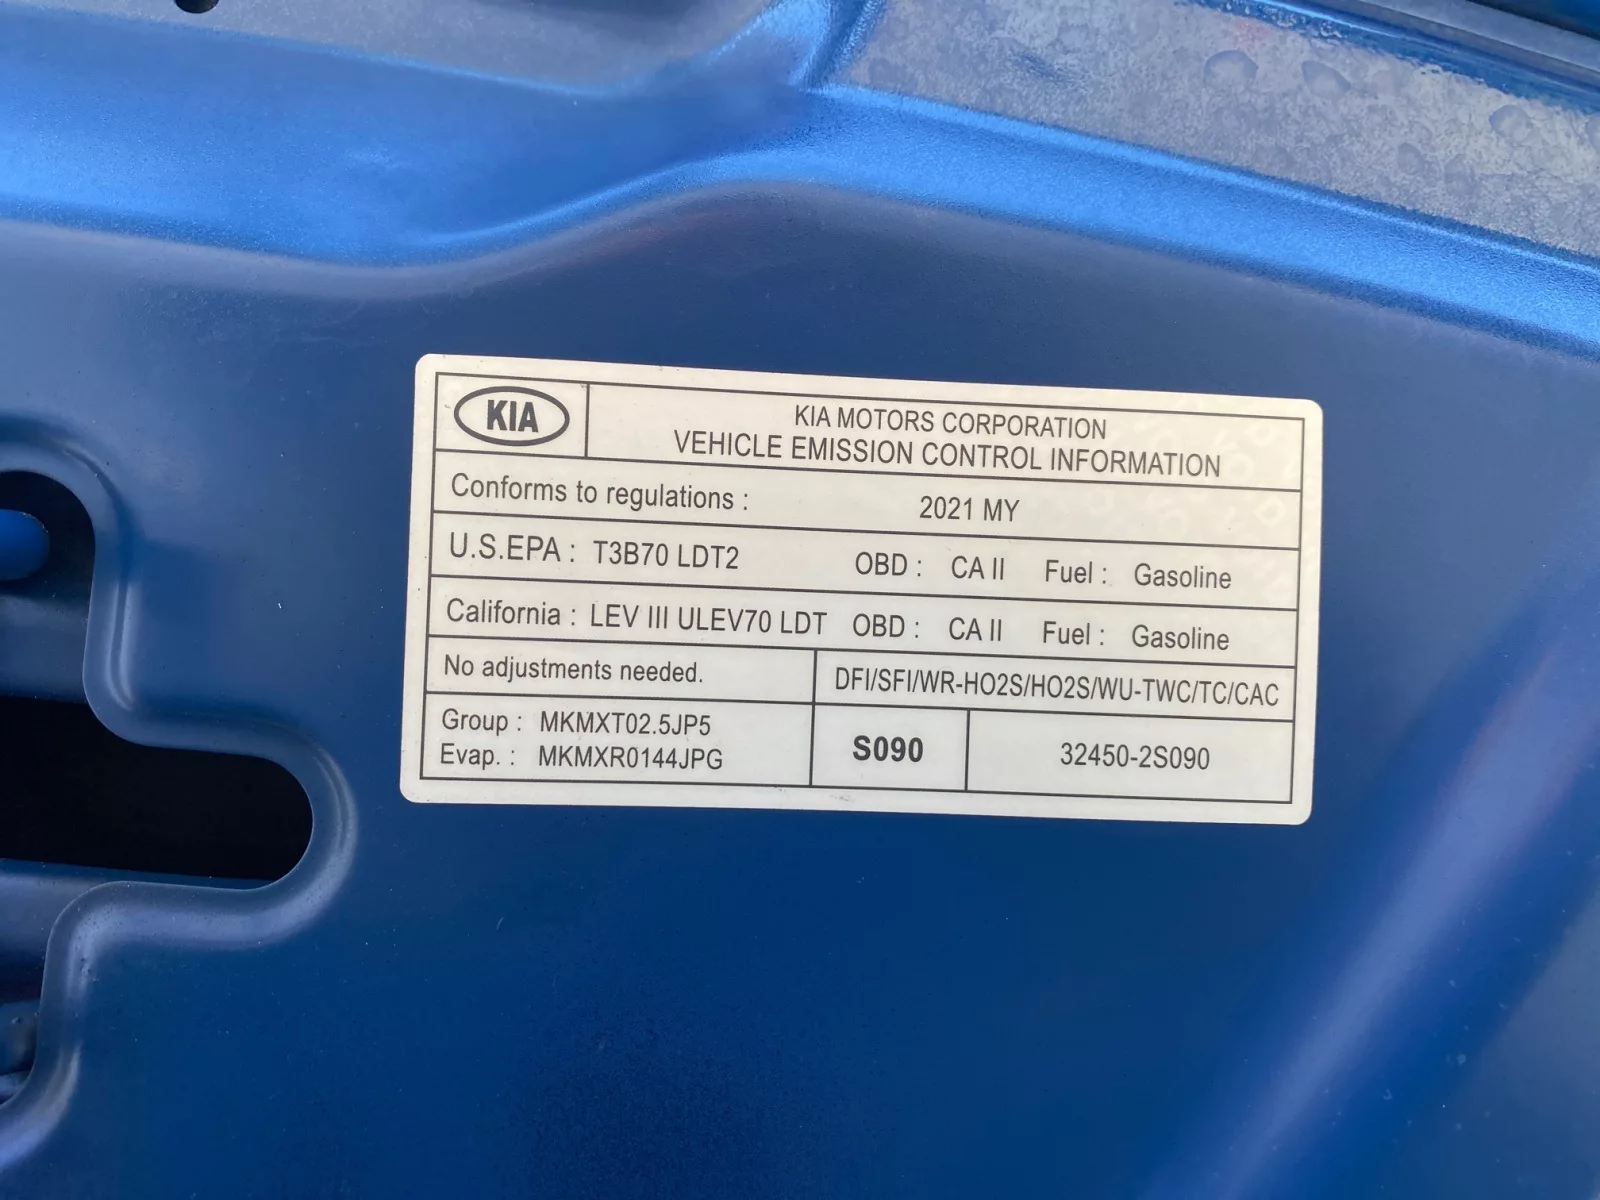 KIA
KIA MOTORS CORPORATION
VEHICLE EMISSION CONTROL INFORMATION
Conforms to regulations : 2021 MY
U.S.EPA : T3B70 LDT2 OBD : CA II Fuel : Gasoline
California : LEV III ULEV70 LDT OBD : CA II Fuel : Gasoline
No adjustments needed. DFI/SFI/WR-HO2S/HO2S/WU-TWC/TC/CAC
Group : MKMXT02.5JP5
Evap. : MKMXR0144JPG
S090
32450-2S090